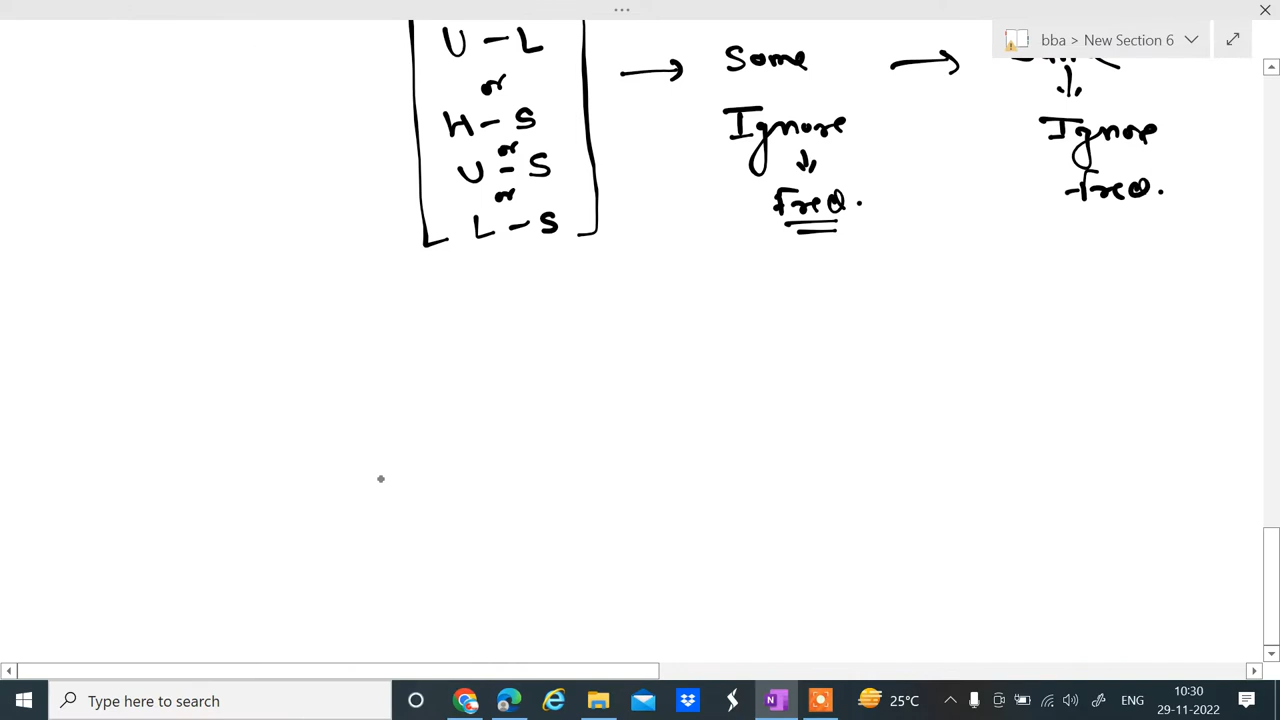 ...
bba > New Section 6
U - L
or
H - S
or
U - S
or
L - S
Some
Ignore
Freq.
Ignore
Freq.
Type here to search
25°C
ENG
10:30
29-11-2022